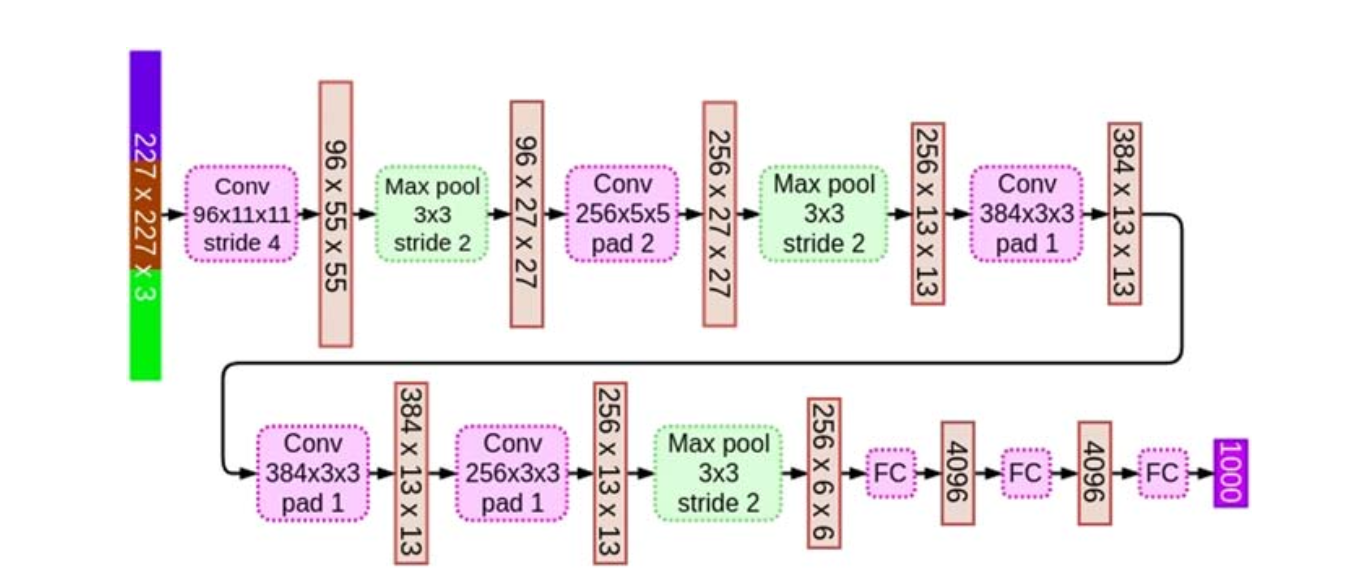 227 x 227 x 3
Conv
96x11x11
stride 4
96 x 55 x 55
Max pool
3x3
stride 2
96 x 27 x 27
Conv
256x5x5
pad 2
256 x 27 x 27
Max pool
3x3
stride 2
256 x 13 x 13
Conv
384x3x3
pad 1
384 x 13 x 13
Conv
384x3x3
pad 1
384 x 13 x 13
Conv
256x3x3
pad 1
256 x 13 x 13
Max pool
3x3
stride 2
256 x 6 x 6
FC
4096
FC
4096
FC
1000